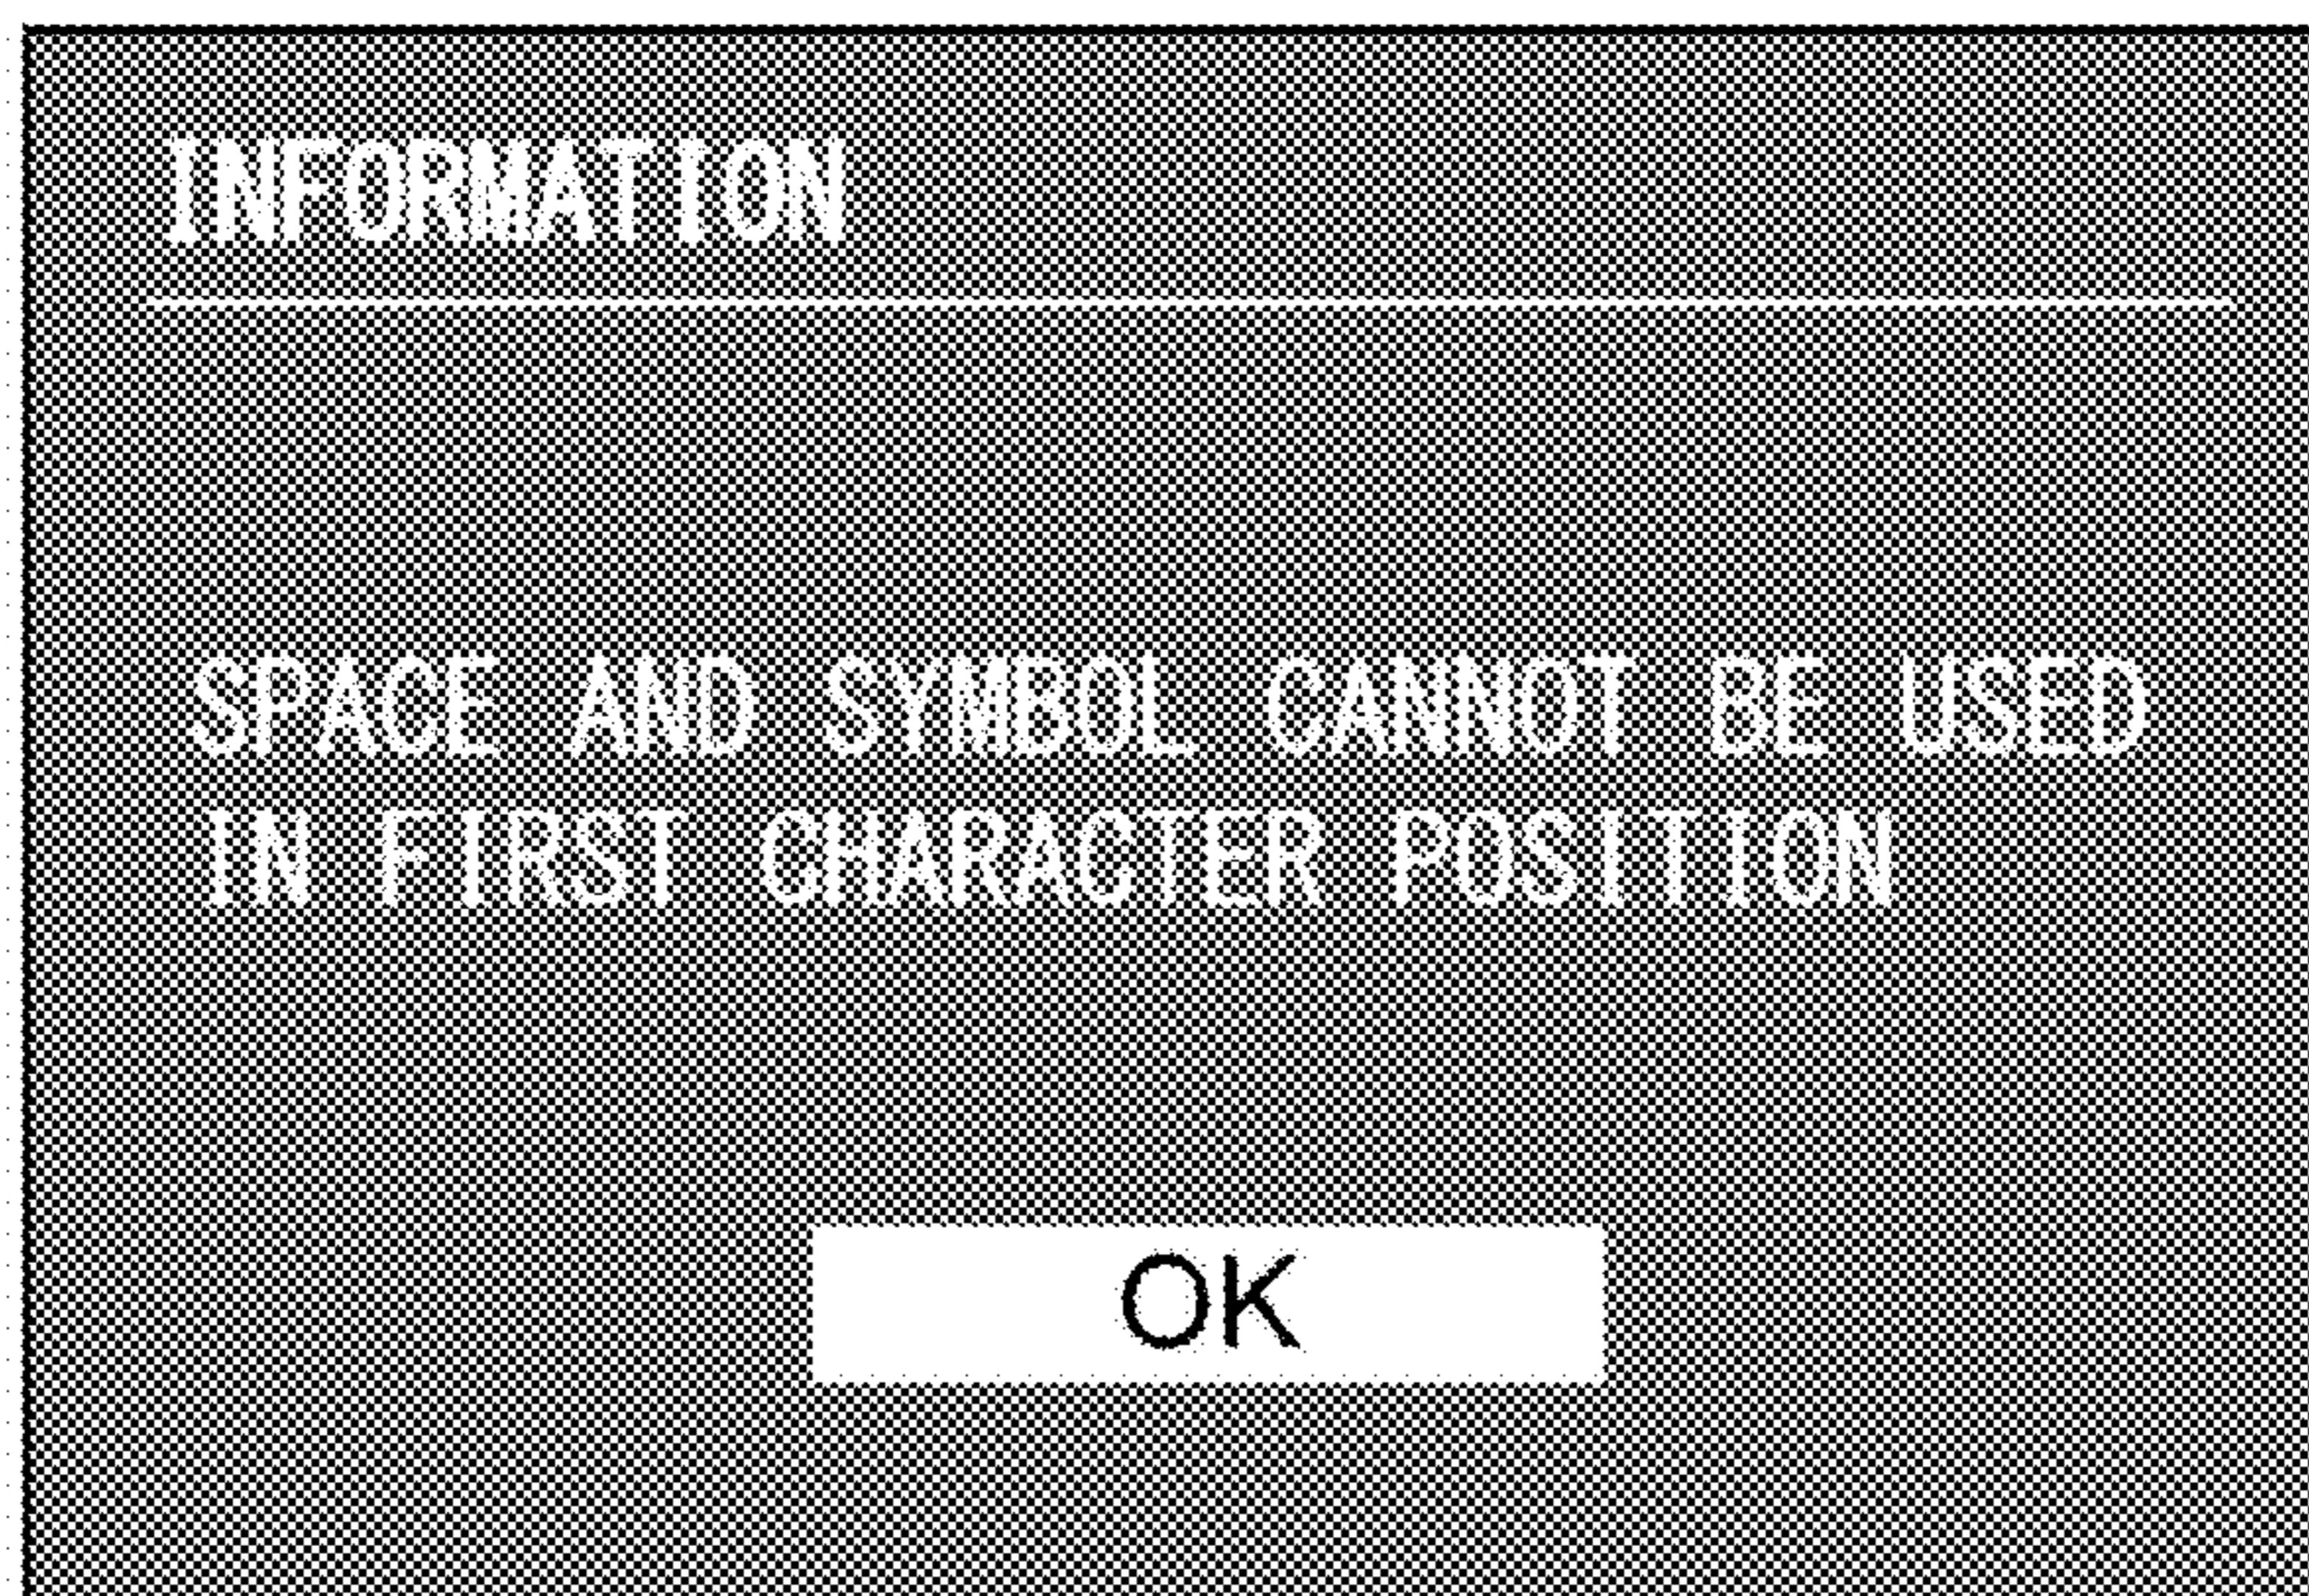 INFORMATION
SPACE AND SYMBOL CANNOT BE USED
IN FIRST CHARACTER POSITION
OK